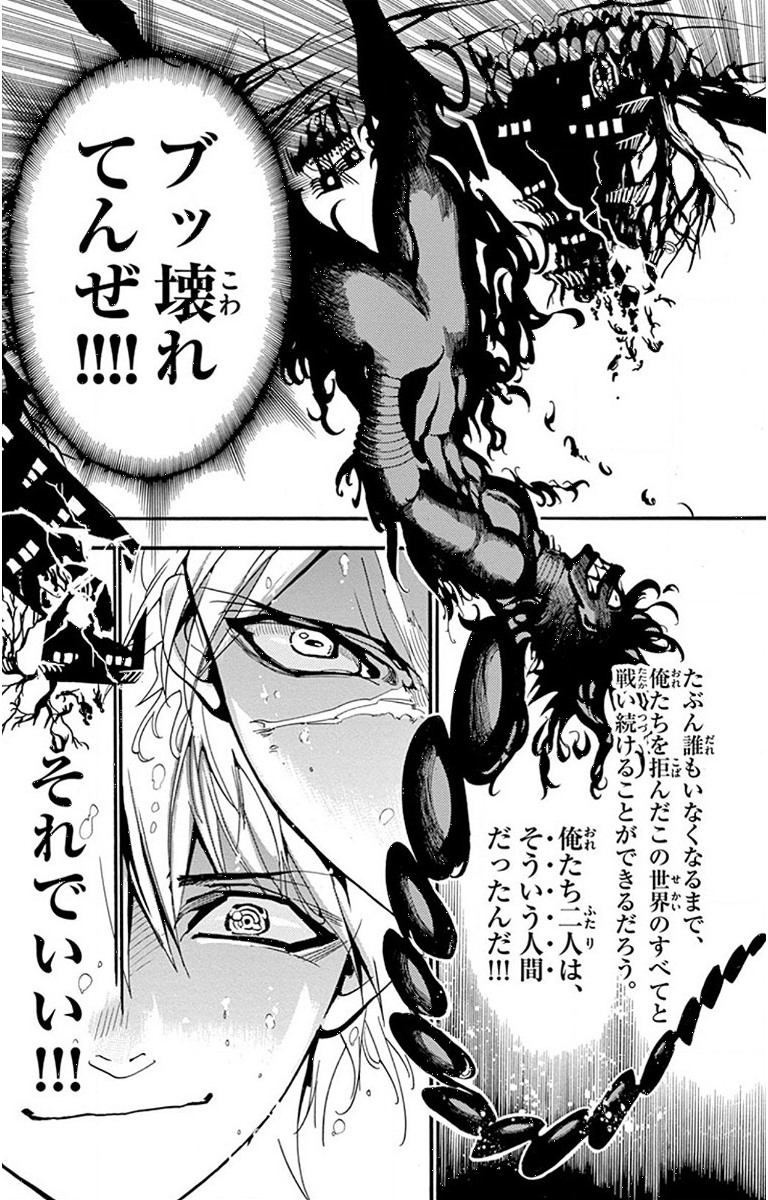 ブッ壊れ
てんぜ!!!!
たぶん誰もいなくなるまで、
俺たちを拒んだこの世界のすべてと
戦い続けることができるだろう。
俺たち二人は、
そういう人間
だったんだ!!!
それでいい!!!